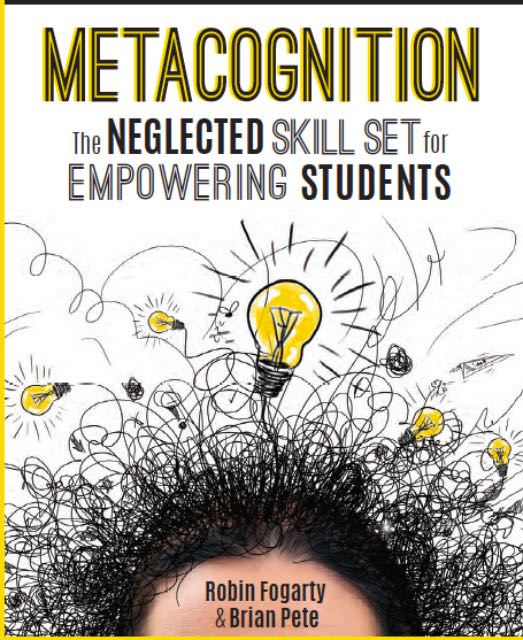 METACOGNITION
The NEGLECTED SKILL SET for
EMPOWERING STUDENTS
Robin Fogarty
& Brian Pete